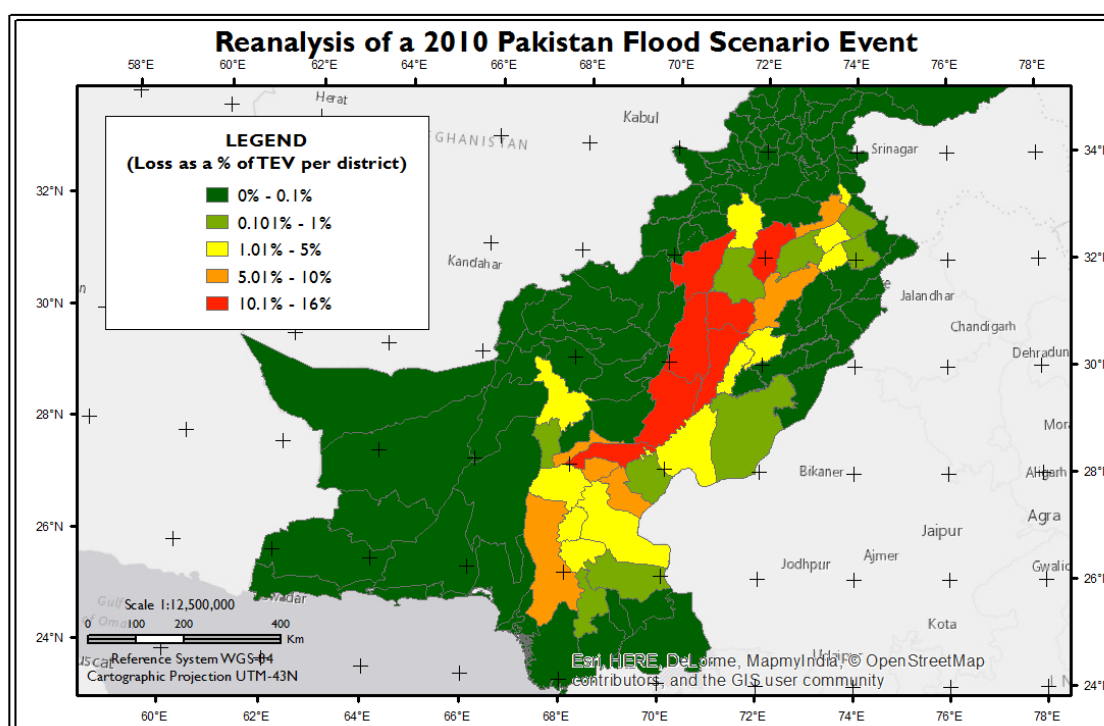 Reanalysis of a 2010 Pakistan Flood Scenario Event
58°E 60°E 62°E 64°E 66°E 68°E 70°E 72°E 74°E 76°E 78°E
Herat
Kabul
GHANISTAN
Srinagar
LEGEND
(Loss as a % of TEV per district)
0% - 0.1%
0.101% - 1%
1.01% - 5%
5.01% - 10%
10.1% - 16%
34°N
32°N
32°N
Kandahar
30°N
Jalandhar
Chandigarh
30°N
Dehradun
28°N
Mor
28°N
Bikaner
Aligarh
26°N
Jaipur
Agra
Ajmer
Jodhpur
Gwalio
26°N
Scale 1:12,500,000
0 100 200 400
Km
Kota
24°N
uscat
Reference System WGS-84
Cartographic Projection UTM-43N
Udaipur
Esri, HERE, DeLorme, MapmyIndia, © OpenStreetMap
contributors, and the GIS user community
24°N
60°E 62°E 64°E 66°E 68°E 70°E 72°E 74°E 76°E 78°E